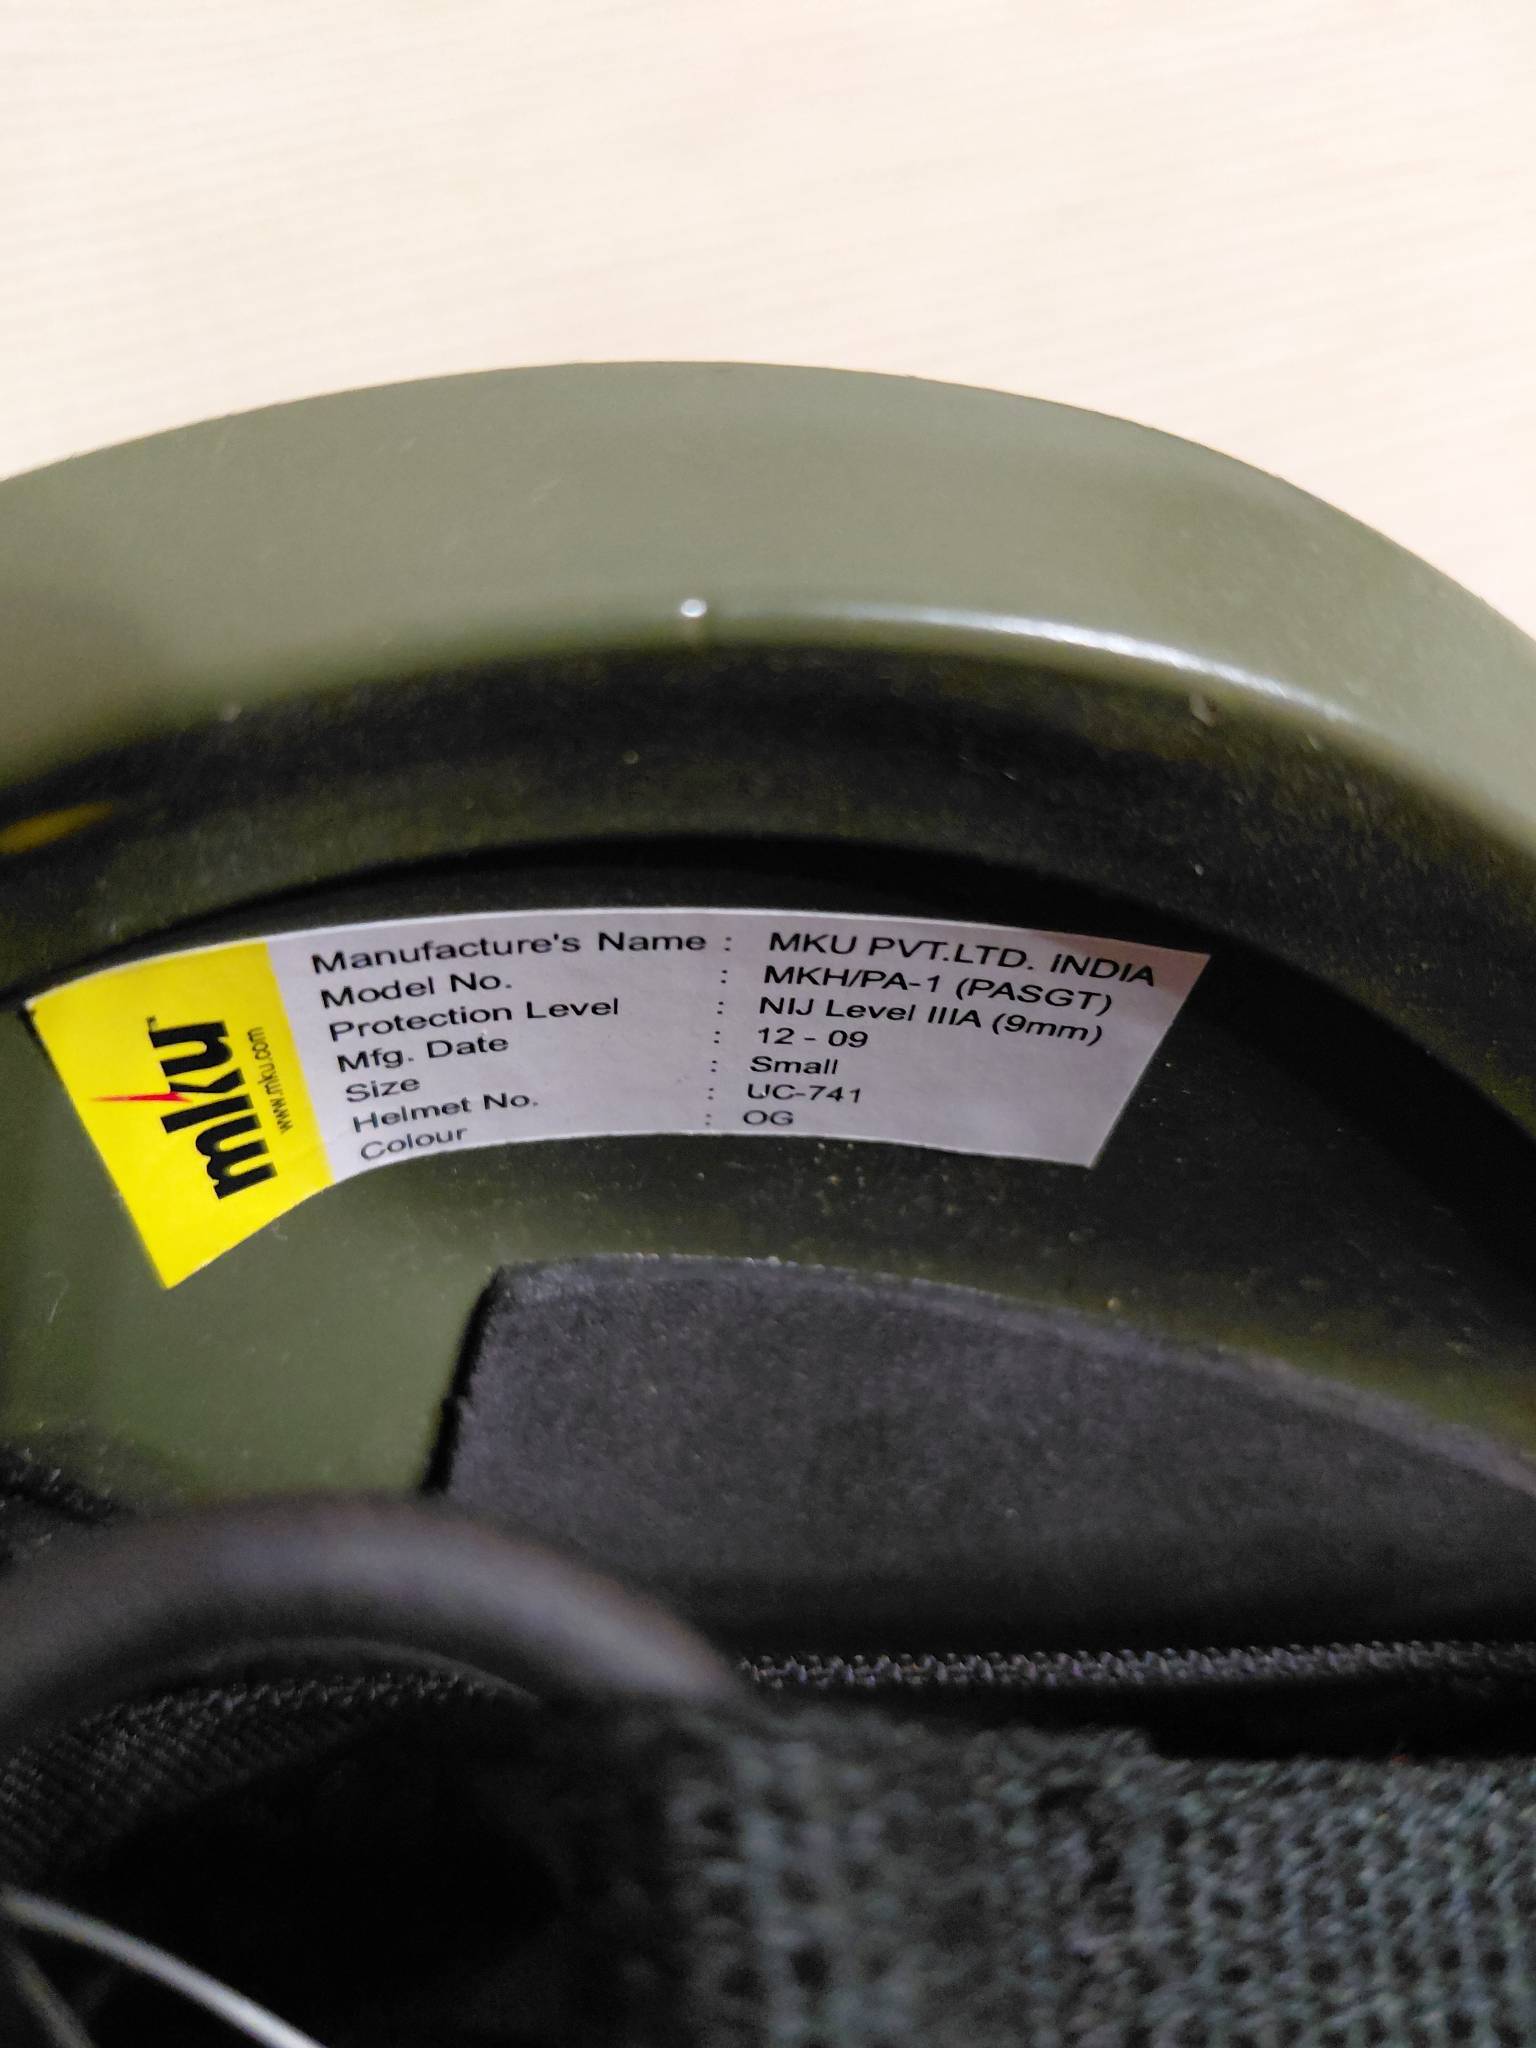 mku™
www.mku.com
Manufacture's Name : MKU PVT.LTD. INDIA
Model No. : MKH/PA-1 (PASGT)
Protection Level : NIJ Level IIIA (9mm)
Mfg. Date : 12 - 09
Size : Small
Helmet No. : UC-741
Colour : OG